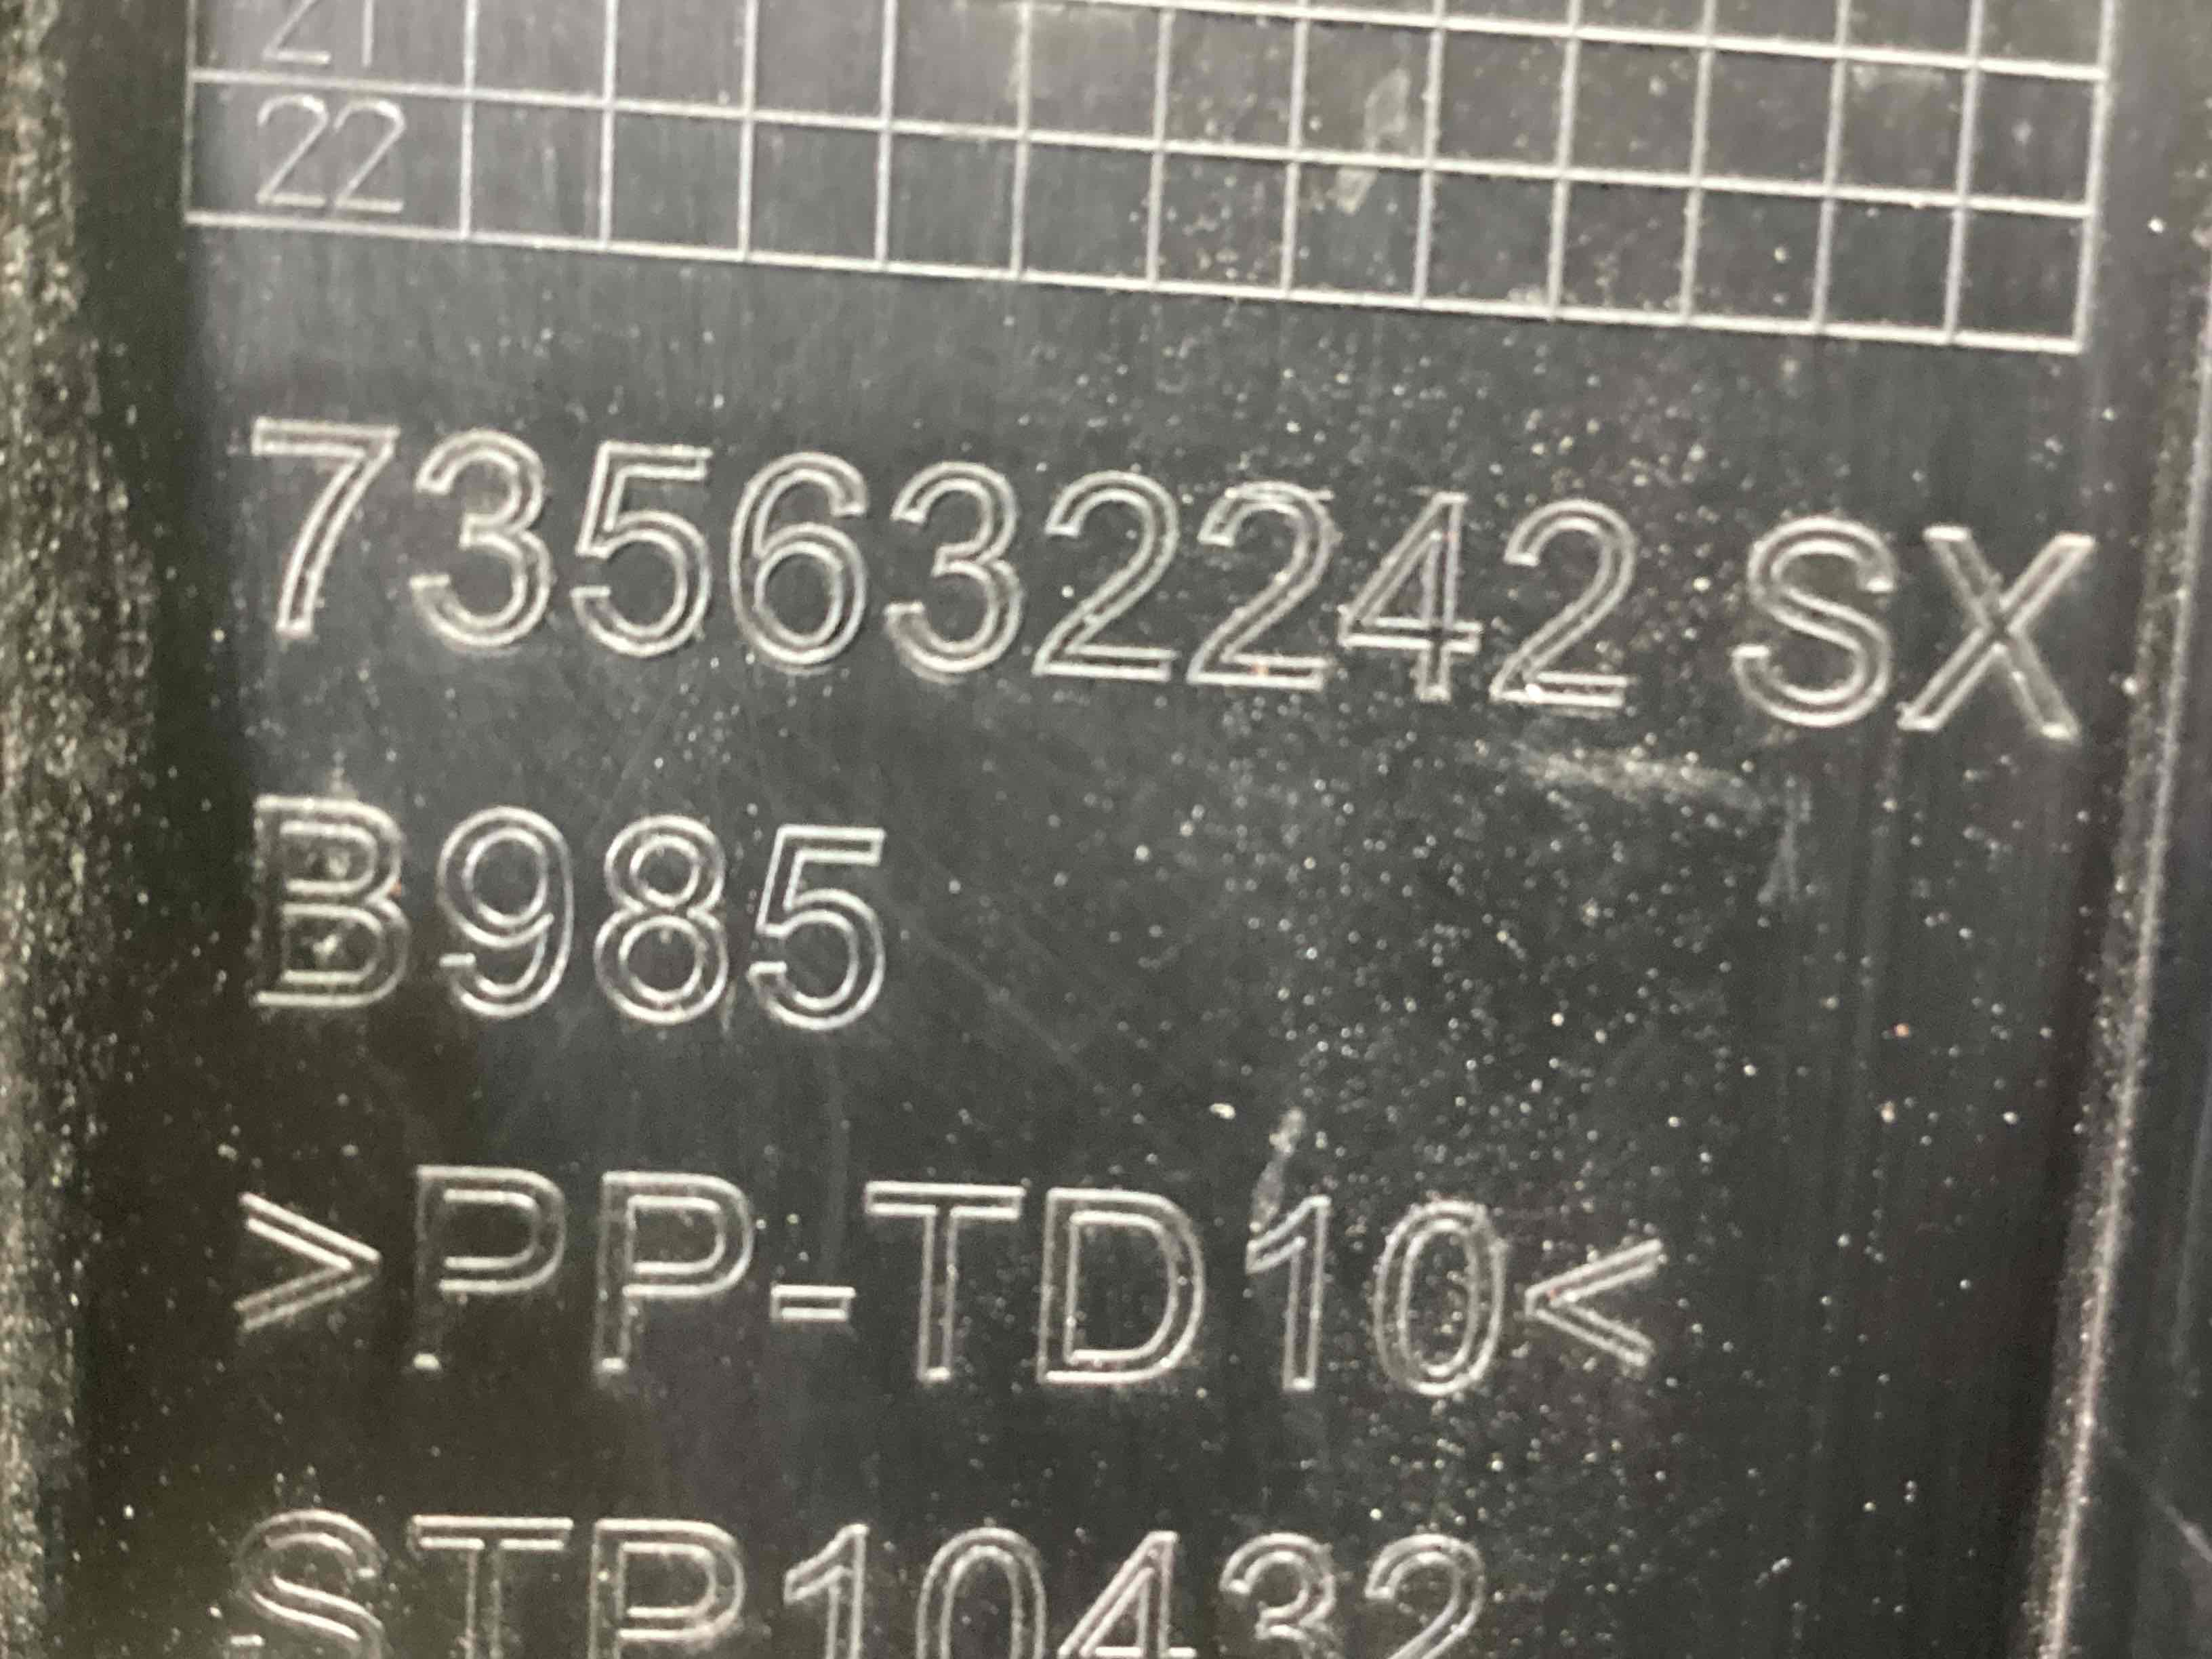 21
22
735632242 SX
B985
>PP-TD10<
STP10432